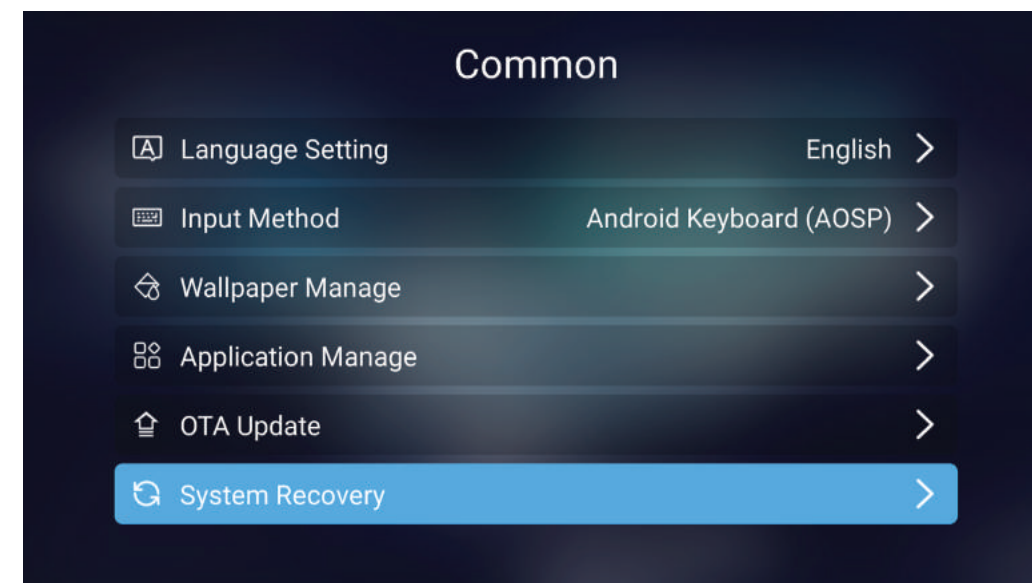 Common
Language Setting English
Input Method Android Keyboard (AOSP)
Wallpaper Manage
Application Manage
OTA Update
System Recovery